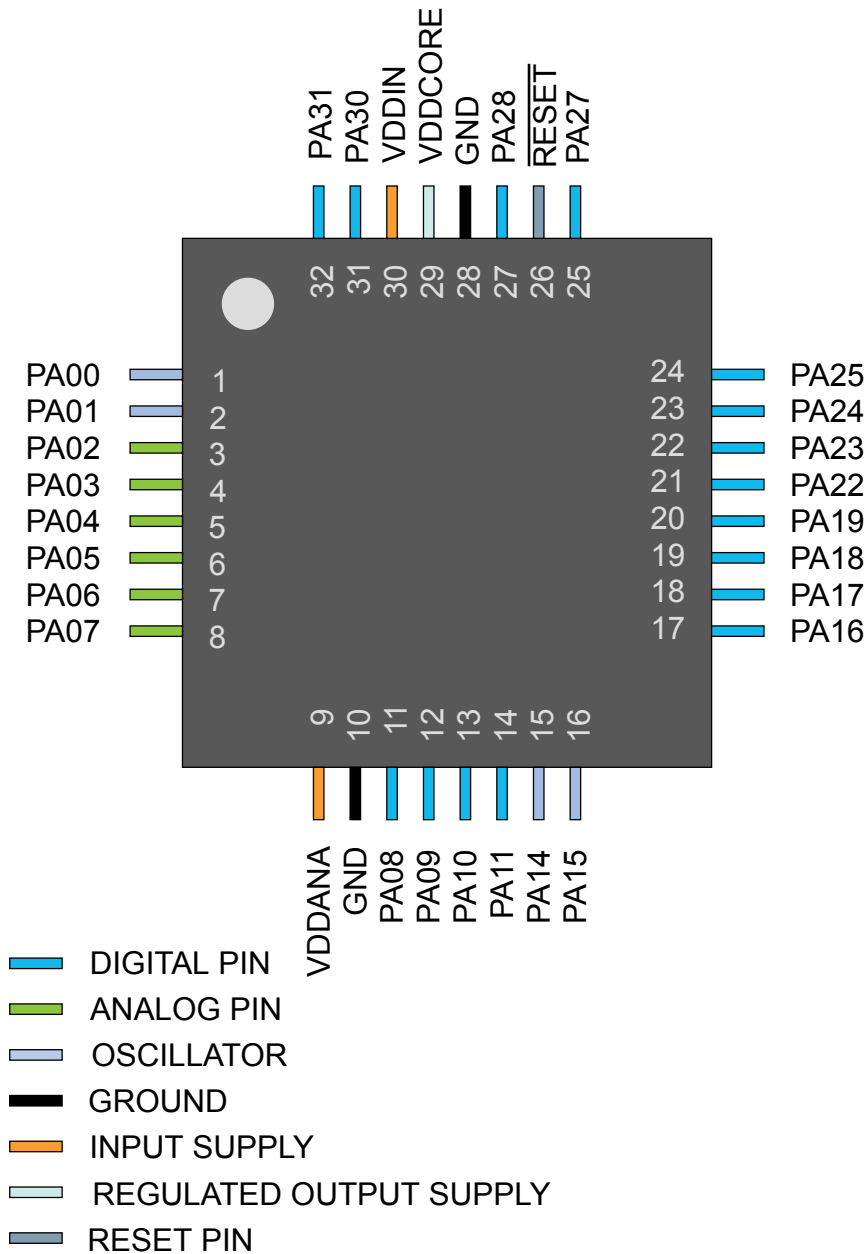 PA31
PA30
VDDIN
VDDCORE
GND
PA28
RESET
PA27
32
31
30
29
28
27
26
25
PA00
PA01
PA02
PA03
PA04
PA05
PA06
PA07
1
2
3
4
5
6
7
8
24
23
22
21
20
19
18
17
PA25
PA24
PA23
PA22
PA19
PA18
PA17
PA16
9
10
11
12
13
14
15
16
VDDANA
GND
PA08
PA09
PA10
PA11
PA14
PA15
DIGITAL PIN
ANALOG PIN
OSCILLATOR
GROUND
INPUT SUPPLY
REGULATED OUTPUT SUPPLY
RESET PIN